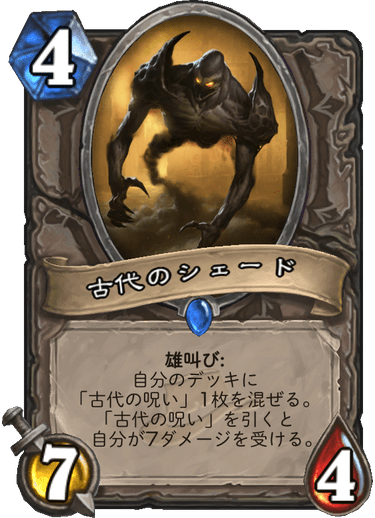 4
古代のシェード
雄叫び:
自分のデッキに
「古代の呪い」1枚を混ぜる。
「古代の呪い」を引くと
自分が7ダメージを受ける。
7
4